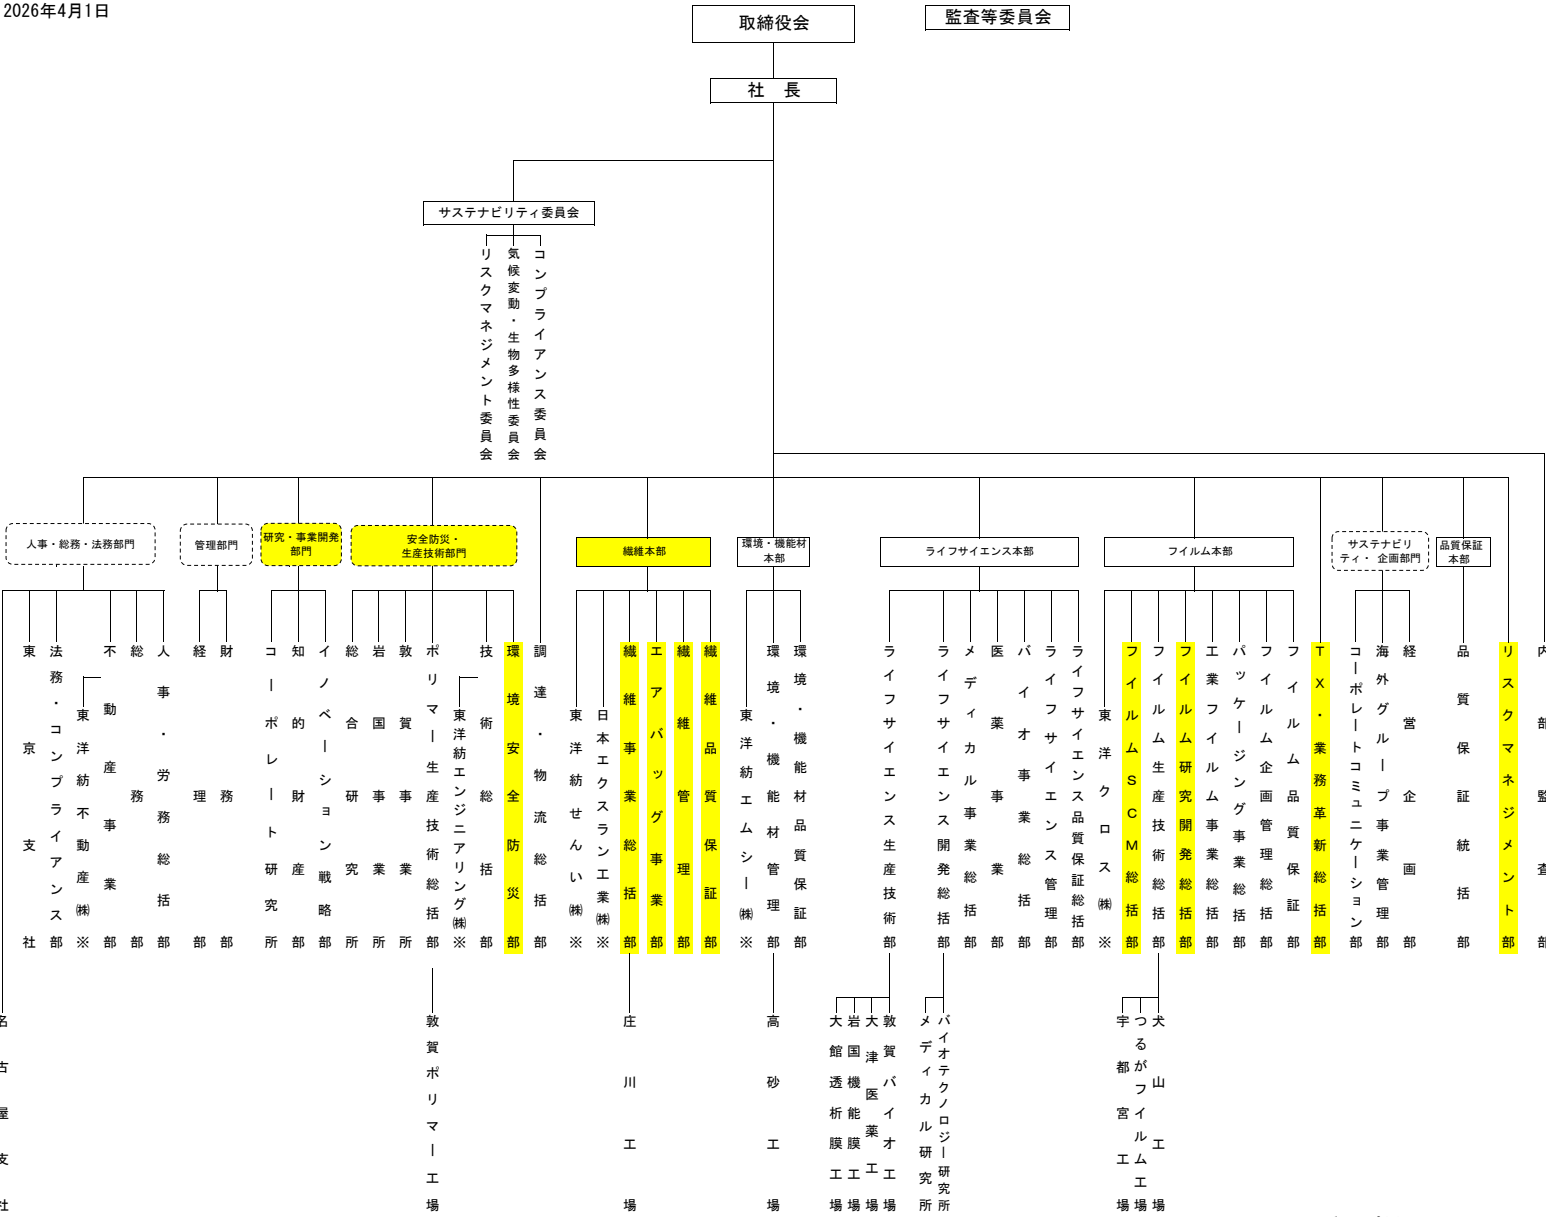 2026年4月1日
取締役会
監査等委員会
社　長
サステナビリティ委員会
リスクマネジメント委員会
気候変動・生物多様性委員会
コンプライアンス委員会
人事・総務・法務部門
管理部門
研究・事業開発
部門
安全防災・
生産技術部門
繊維本部
環境・機能材
本部
ライフサイエンス本部
フイルム本部
サステナビリ
ティ・ 企画部門
品質保証
本部
名古屋支社
東京支社
法務・コンプライアンス部
東洋紡不動産㈱※
不動産事業部
総務部
人事・労務総括部
経理部
財務部
コーポレート研究所
知的財産部
イノベーション戦略部
総合研究所
岩国事業所
敦賀事業所
ポリマー生産技術総括部
東洋紡エンジニアリング㈱※
技術総括部
環境安全防災部
調達・物流総括部
東洋紡せんい㈱※
日本エクスラン工業㈱※
繊維事業総括部
エアバッグ事業部
繊維管理部
繊維品質保証部
東洋紡エムシー㈱※
環境・機能材管理部
環境・機能材品質保証部
ライフサイエンス生産技術部
ライフサイエンス開発総括部
メディカル事業総括部
医薬事業部
バイオ事業総括部
ライフサイエンス管理部
ライフサイエンス品質保証総括部
東洋クロス㈱※
フイルムＳＣＭ総括部
フイルム生産技術総括部
フイルム研究開発総括部
工業フイルム事業総括部
パッケージング事業総括部
フイルム企画管理総括部
フイルム品質保証部
ＴＸ・業務革新総括部
コーポレートコミュニケーション部
海外グループ事業管理部
経営企画部
品質保証統括部
リスクマネジメント部
内部監査部
敦賀ポリマー工場
庄川工場
高砂工場
大館透析膜工場
岩国機能膜工場
大津医薬工場
敦賀バイオ工場
メディカル研究所
バイオテクノロジー研究所
宇都宮工場
つるがフイルム工場
犬山工場